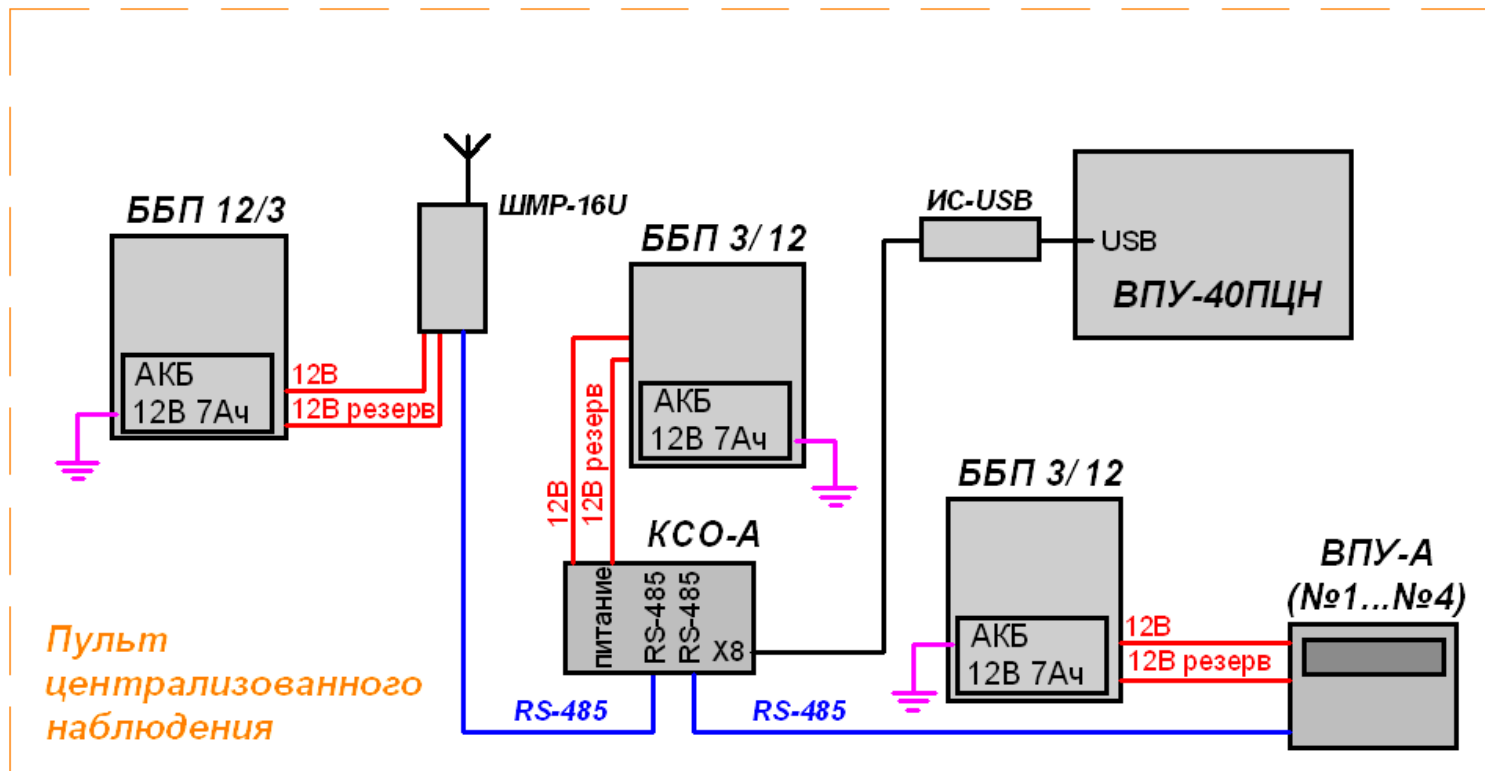 ББП 12/3
АКБ
12В 7Ач
12В
12В резерв
ШМР-16U
ББП 3/12
АКБ
12В 7Ач
12В
12В резерв
ИС-USB
USB
ВПУ-40ПЦН
КСО-А
питание
RS-485
RS-485
X8
ББП 3/12
АКБ
12В 7Ач
12В
12В резерв
ВПУ-А
(№1...№4)
RS-485
RS-485
Пульт
централизованного
наблюдения